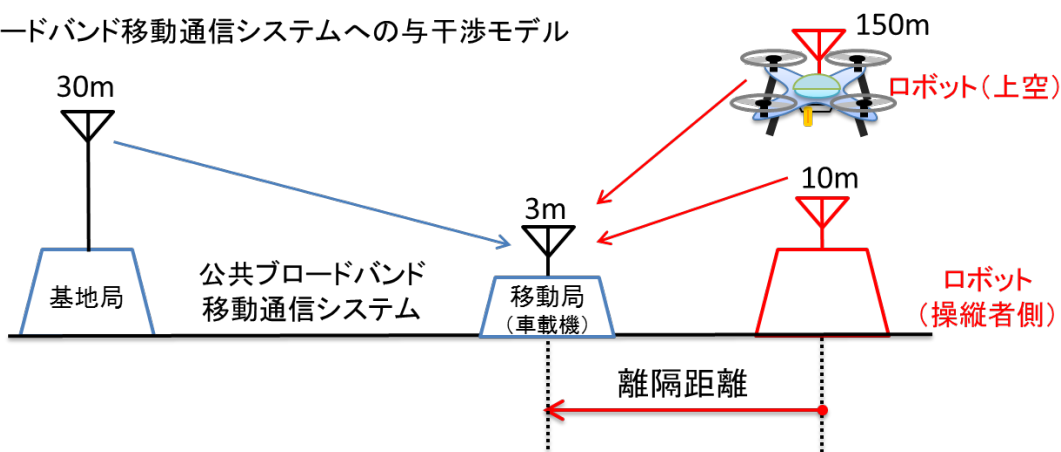 ードバンド移動通信システムへの与干渉モデル
150m
30m
ロボット（上空）
10m
3m
公共ブロードバンド
移動通信システム
基地局
移動局
（車載機）
ロボット
（操縦者側）
離隔距離